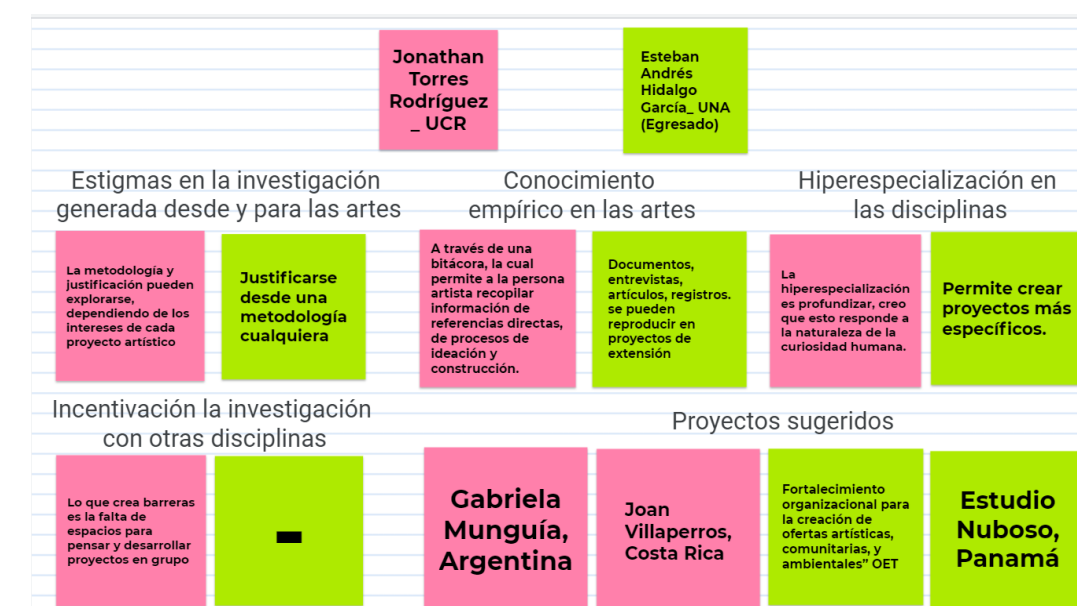 Jonathan
Torres
Rodríguez
_ UCR
Esteban
Andrés
Hidalgo
García_ UNA
(Egresado)
Estigmas en la investigación
generada desde y para las artes
La metodología y
justificación pueden
explorarse,
dependiendo de los
intereses de cada
proyecto artístico
Justificarse
desde una
metodología
cualquiera
Conocimiento
empírico en las artes
A través de una
bitácora, la cual
permite a la persona
artista recopilar
información de
referencias directas,
de procesos de
ideación y
construcción.
Documentos,
entrevistas,
artículos, registros.
se pueden
reproducir en
proyectos de
extensión
Hiperespecialización en
las disciplinas
La
hiperespecialización
es profundizar, creo
que esto responde a
la naturaleza de la
curiosidad humana.
Permite crear
proyectos más
específicos.
Incentivación la investigación
con otras disciplinas
Lo que crea barreras
es la falta de
espacios para
pensar y desarrollar
proyectos en grupo
-
Proyectos sugeridos
Gabriela
Munguía,
Argentina
Joan
Villaperros,
Costa Rica
Fortalecimiento
organizacional para
la creación de
ofertas artísticas,
comunitarias, y
ambientales” OET
Estudio
Nuboso,
Panamá